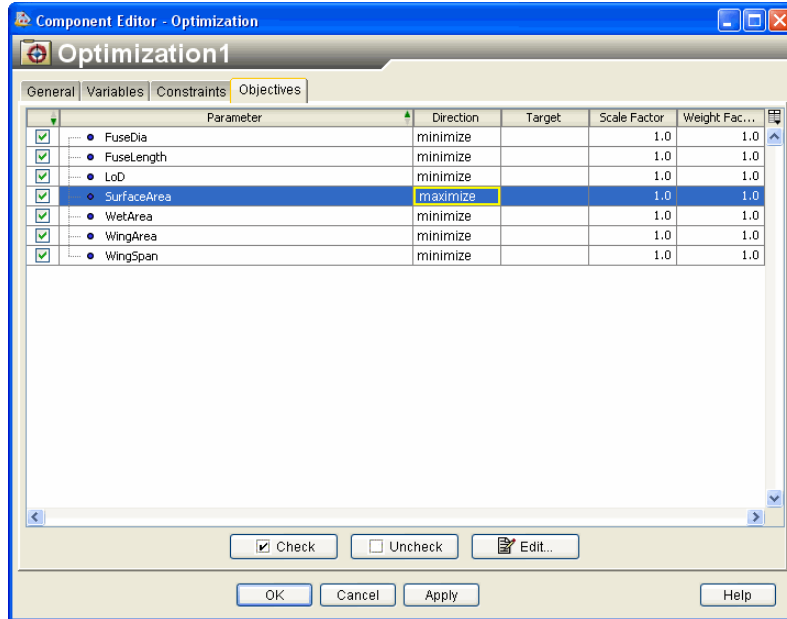 Component Editor - Optimization
Optimization1
General Variables Constraints Objectives
Parameter Direction Target Scale Factor Weight Fac...
FuseDia minimize 1.0 1.0
FuseLength minimize 1.0 1.0
LoD minimize 1.0 1.0
SurfaceArea maximize 1.0 1.0
WetArea minimize 1.0 1.0
WingArea minimize 1.0 1.0
WingSpan minimize 1.0 1.0
Check Uncheck Edit...
OK Cancel Apply Help